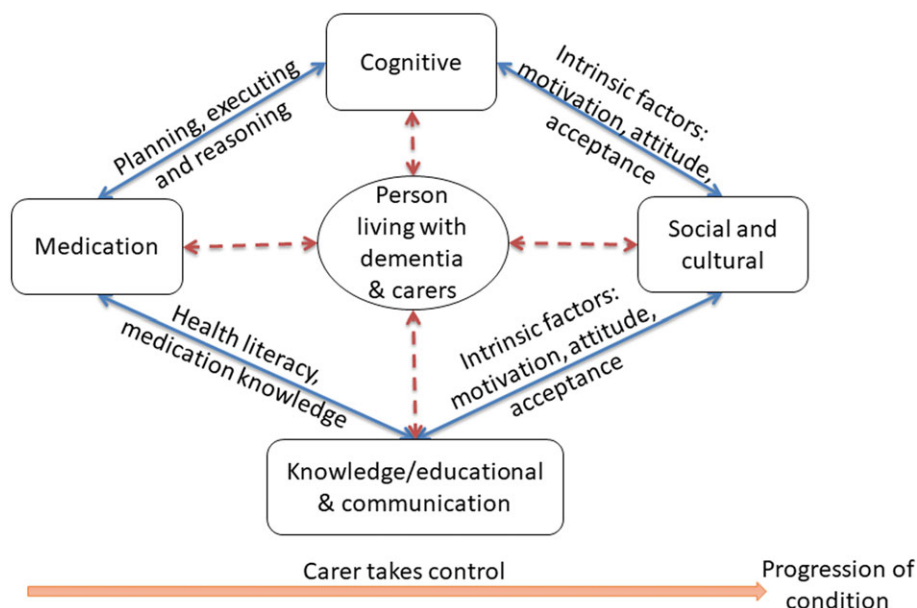 Cognitive
Planning, executing
and reasoning
Intrinsic factors:
motivation, attitude,
acceptance
Medication
Person
living with
dementia
& carers
Social and
cultural
Health literacy,
medication knowledge
Intrinsic factors:
motivation, attitude,
acceptance
Knowledge/educational
& communication
Carer takes control
Progression of
condition